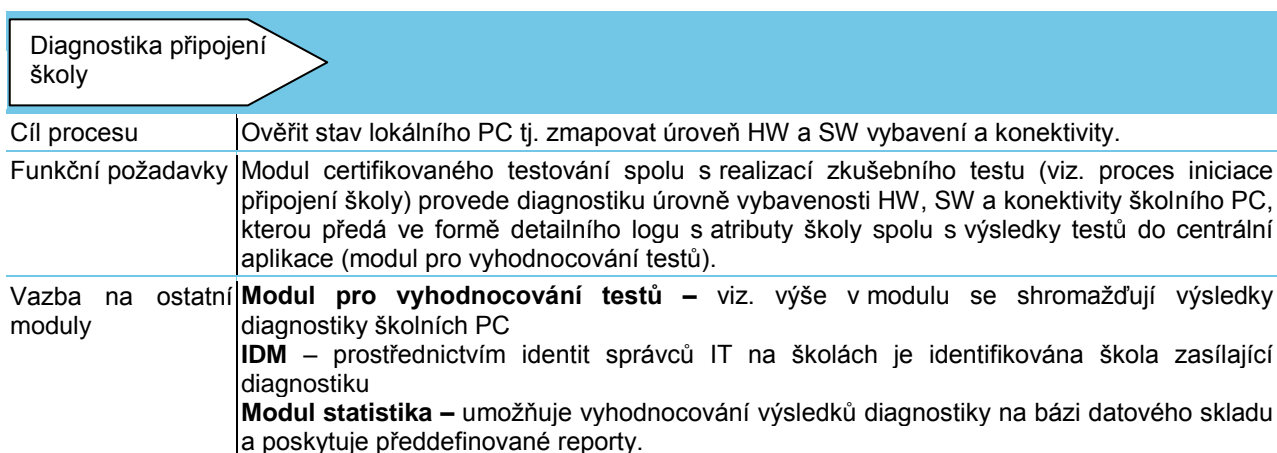 Diagnostika připojení
školy
Cíl procesu Ověřit stav lokálního PC tj. zmapovat úroveň HW a SW vybavení a konektivity.
Funkční požadavky Modul certifikovaného testování spolu s realizací zkušebního testu (viz. proces iniciace
připojení školy) provede diagnostiku úrovně vybavenosti HW, SW a konektivity školního PC,
kterou předá ve formě detailního logu s atributy školy spolu s výsledky testů do centrální
aplikace (modul pro vyhodnocování testů).
Vazba na ostatní Modul pro vyhodnocování testů – viz. výše v modulu se shromažďují výsledky
moduly diagnostiky školních PC
IDM – prostřednictvím identit správců IT na školách je identifikována škola zasílající
diagnostiku
Modul statistika – umožňuje vyhodnocování výsledků diagnostiky na bázi datového skladu
a poskytuje předdefinované reporty.